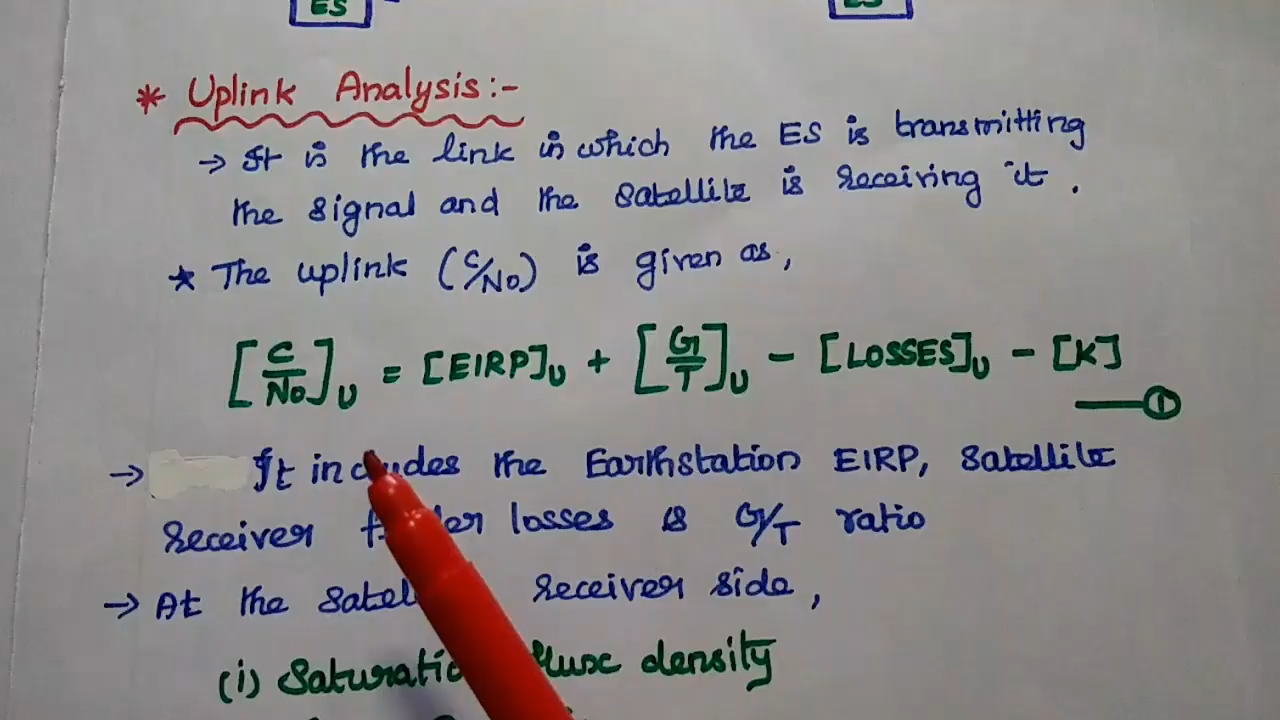 ES
ES
* Uplink Analysis:-
→ It is the link in which the ES is transmitting
the signal and the satellite is receiving it.
* The uplink (C/No) is given as,
[C/No]U = [EIRP]U + [G/T]U - [LOSSES]U - [K]
1
→ It includes the Earthstation EIRP, satellite
receiver losses is G/T ratio
→ At the receiver side,
(i) density